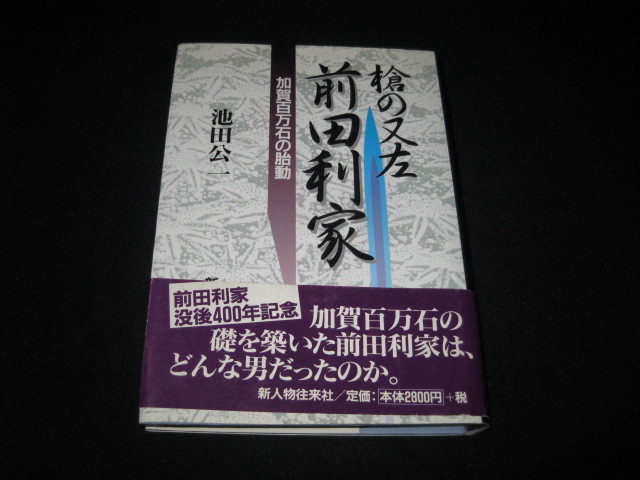 槍の又左
前田利家
加賀百万石の胎動
池田公一
前田利家
没後400年記念
加賀百万石の
礎を築いた前田利家は、
どんな男だったのか。
新人物往来社／定価：本体2800円＋税